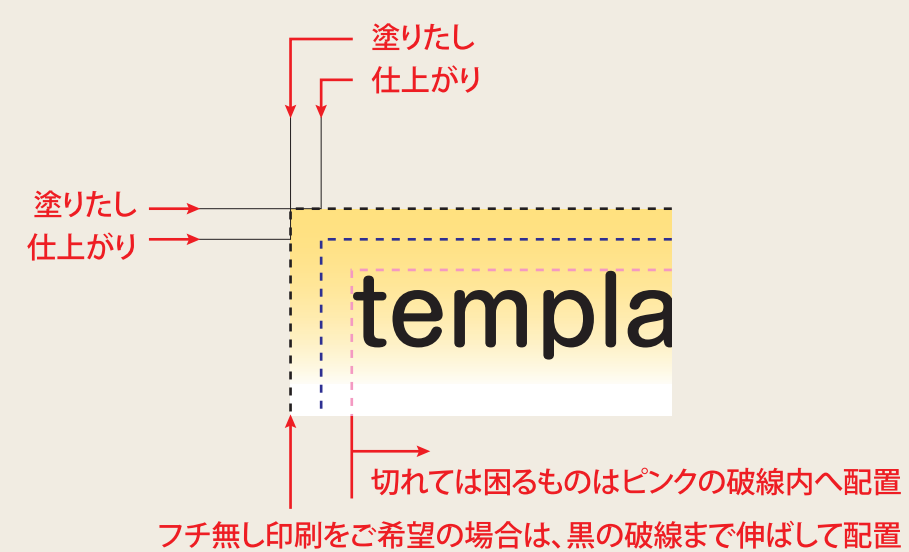 塗りたし
仕上がり
塗りたし
仕上がり
templa
切れては困るものはピンクの破線内へ配置
フチ無し印刷をご希望の場合は、黒の破線まで伸ばして配置